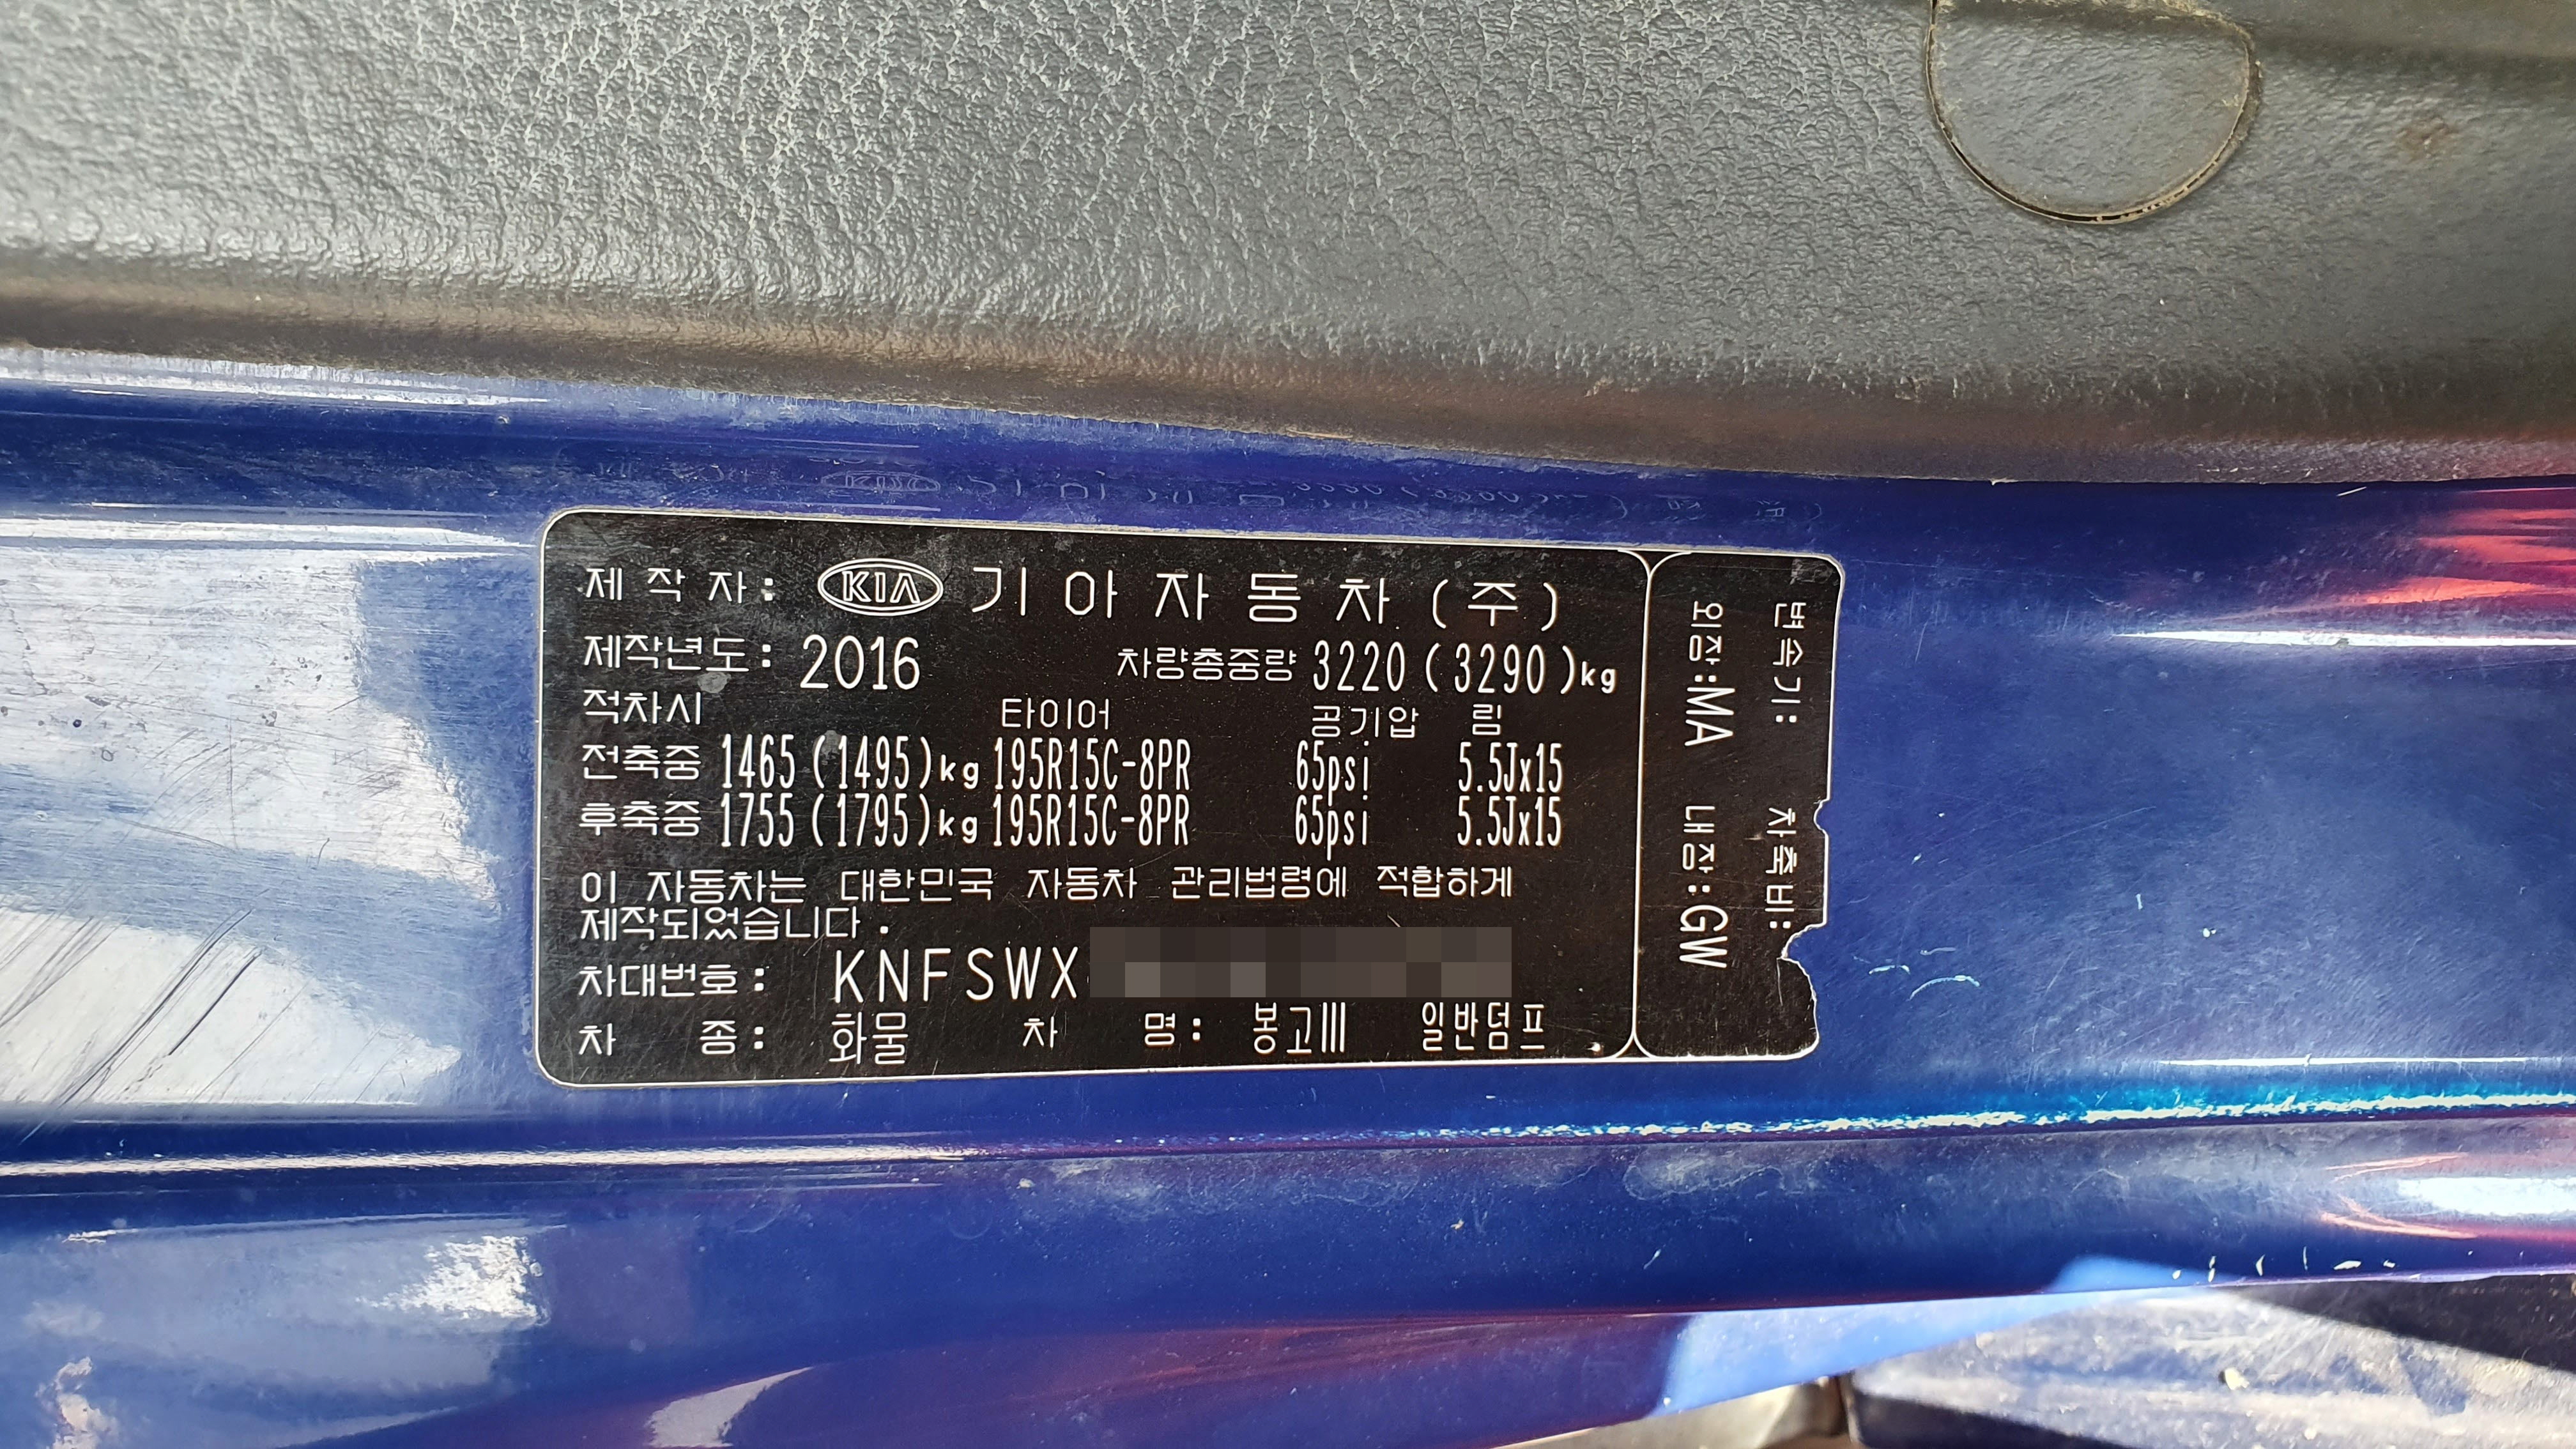 제 작 자: KIA 기 아 자 동 차 (주)
제작년도: 2016 차량총중량 3220 (3290)kg
적차시 타이어 공기압 림
전축중 1465 (1495)kg 195R15C-8PR 65psi 5.5Jx15
후축중 1755 (1795)kg 195R15C-8PR 65psi 5.5Jx15
이 자동차는 대한민국 자동차 관리법령에 적합하게
제작되었습니다.
차대번호: KNFSWX
차 종: 화물 차 명: 봉고III 일반덤프
변속기: 차축비:
외장:MA 내장:GW